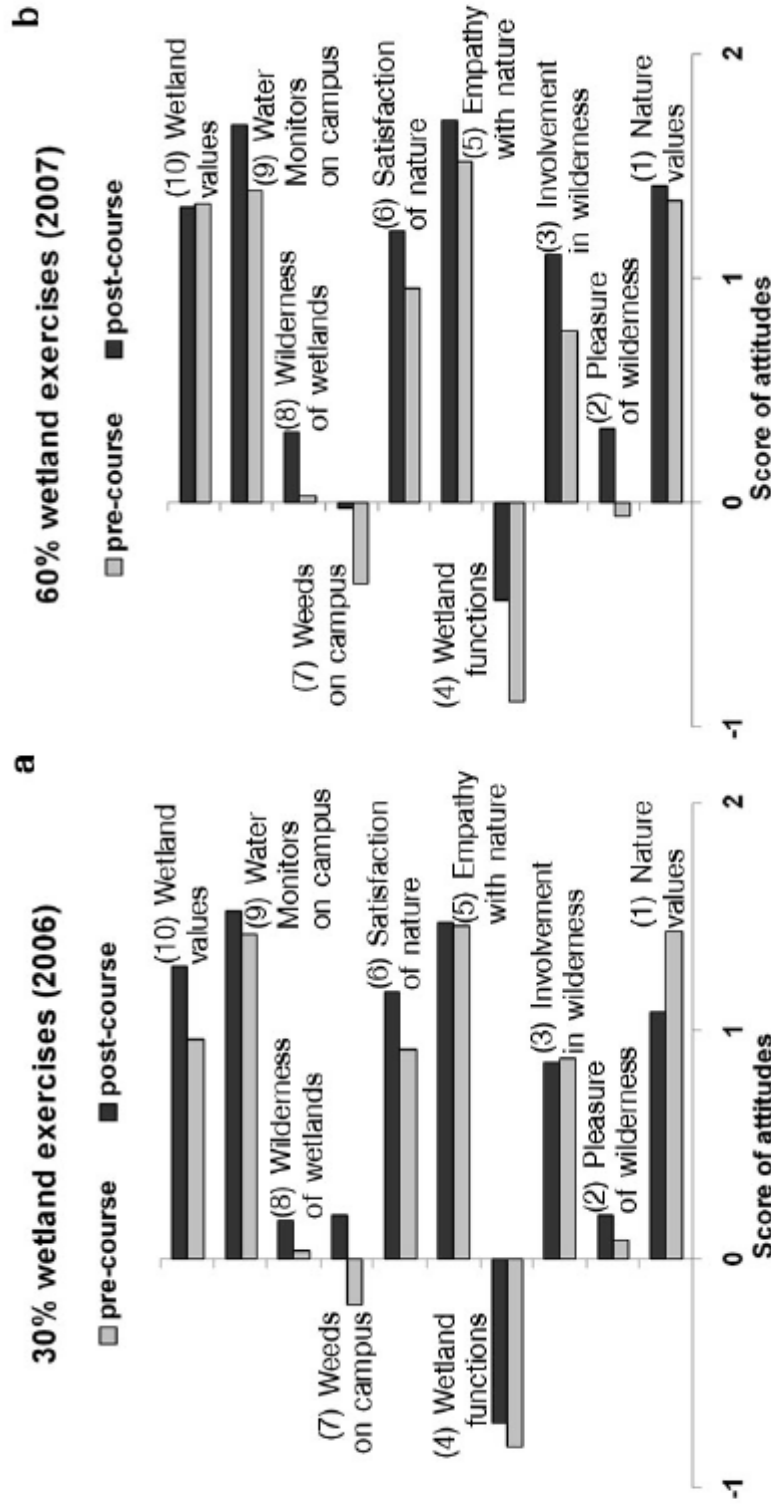 a
30% wetland exercises (2006)
pre-course post-course
(10) Wetland
values
(9) Water
Monitors
on campus
(8) Wilderness
of wetlands
(7) Weeds
on campus
(6) Satisfaction
of nature
(5) Empathy
with nature
(4) Wetland
functions
(3) Involvement
in wilderness
(2) Pleasure
of wilderness
(1) Nature
values
-1 0 1 2
Score of attitudes
b
60% wetland exercises (2007)
pre-course post-course
(10) Wetland
values
(9) Water
Monitors
on campus
(8) Wilderness
of wetlands
(7) Weeds
on campus
(6) Satisfaction
of nature
(5) Empathy
with nature
(4) Wetland
functions
(3) Involvement
in wilderness
(2) Pleasure
of wilderness
(1) Nature
values
-1 0 1 2
Score of attitudes